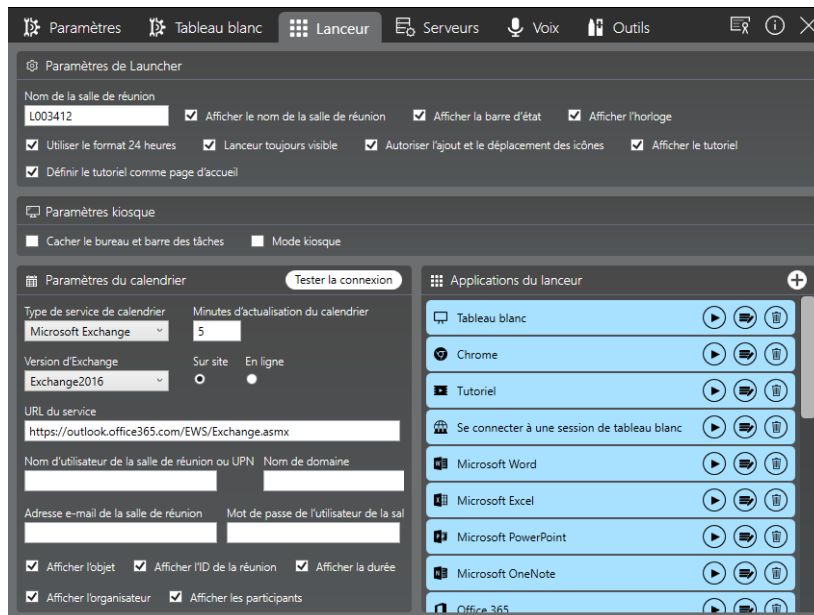 Paramètres Tableau blanc Lanceur Serveurs Voix Outils
Paramètres de Launcher
Nom de la salle de réunion
L003412 Afficher le nom de la salle de réunion Afficher la barre d'état Afficher l'horloge
Utiliser le format 24 heures Lanceur toujours visible Autoriser l'ajout et le déplacement des icônes Afficher le tutoriel
Définir le tutoriel comme page d'accueil
Paramètres kiosque
Cacher le bureau et barre des tâches Mode kiosque
Paramètres du calendrier Tester la connexion
Type de service de calendrier Minutes d'actualisation du calendrier
Microsoft Exchange 5
Version d'Exchange Sur site En ligne
Exchange2016
URL du service
https://outlook.office365.com/EWS/Exchange.asmx
Nom d'utilisateur de la salle de réunion ou UPN Nom de domaine
Adresse e-mail de la salle de réunion Mot de passe de l'utilisateur de la sal
Afficher l'objet Afficher l'ID de la réunion Afficher la durée
Afficher l'organisateur Afficher les participants
Applications du lanceur
Tableau blanc
Chrome
Tutoriel
Se connecter à une session de tableau blanc
Microsoft Word
Microsoft Excel
Microsoft PowerPoint
Microsoft OneNote
Office 365